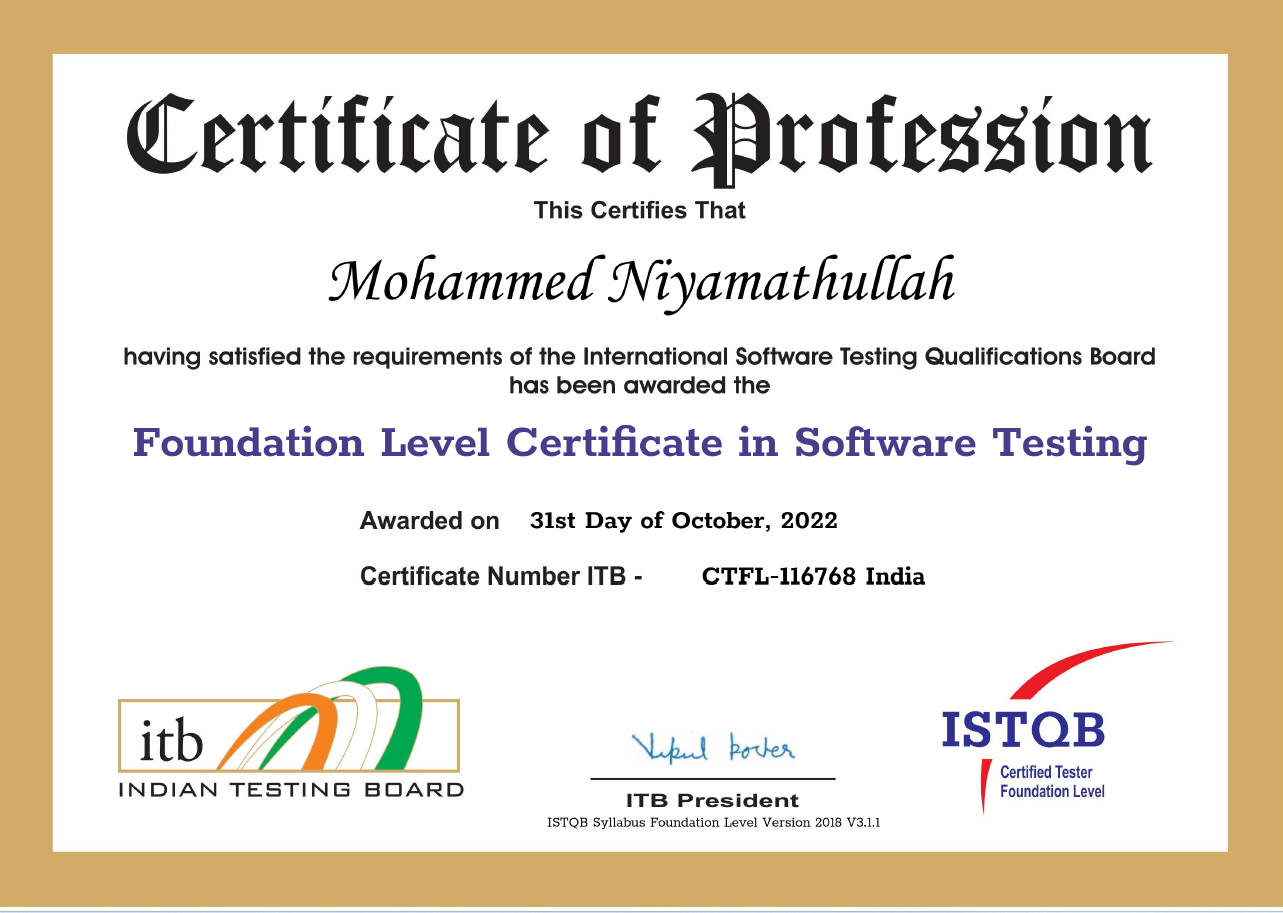 Certificate of Profession
This Certifies That
Mohammed Niyamathullah
having satisfied the requirements of the International Software Testing Qualifications Board
has been awarded the
Foundation Level Certificate in Software Testing
Awarded on 31st Day of October, 2022
Certificate Number ITB - CTFL-116768 India
itb
INDIAN TESTING BOARD
ITB President
ISTQB Syllabus Foundation Level Version 2018 V3.1.1
ISTQB
Certified Tester
Foundation Level